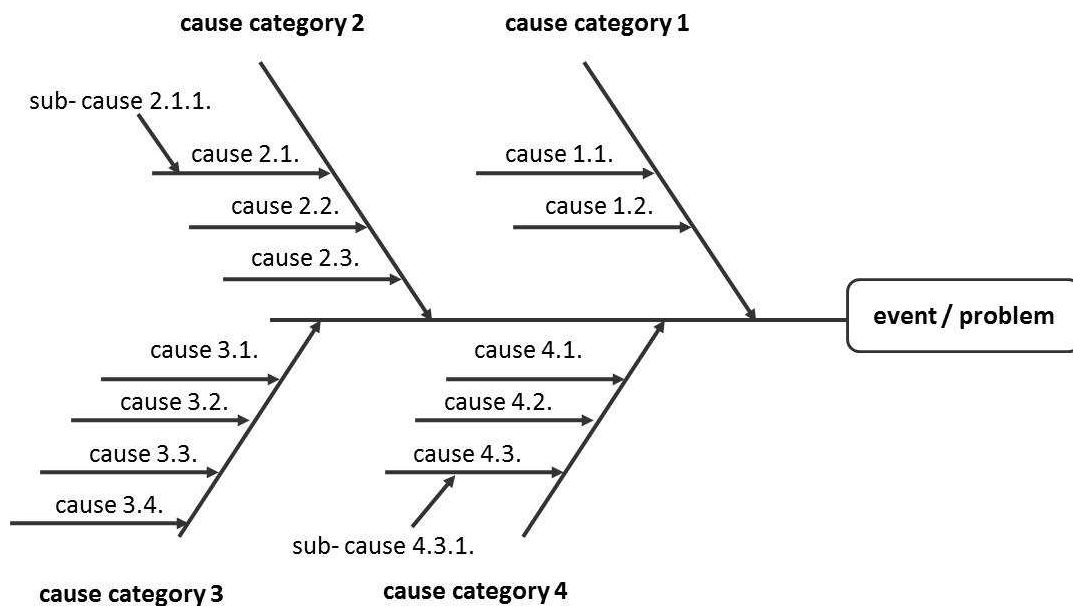 cause category 2
cause category 1
sub- cause 2.1.1.
cause 2.1.
cause 1.1.
cause 2.2.
cause 1.2.
cause 2.3.
event / problem
cause 3.1.
cause 4.1.
cause 3.2.
cause 4.2.
cause 3.3.
cause 4.3.
cause 3.4.
sub- cause 4.3.1.
cause category 3
cause category 4